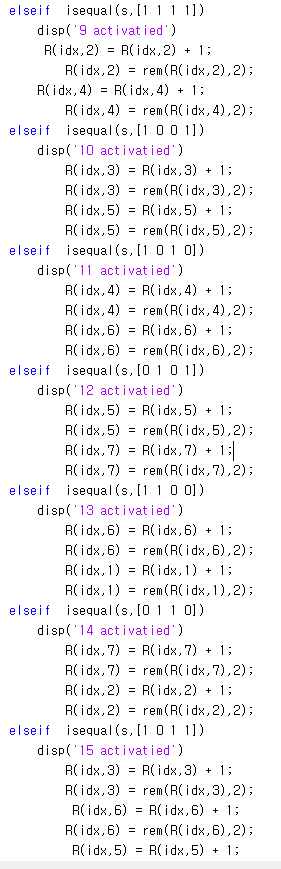 elseif  isequal(s,[1 1 1 1])
    disp('9 activatied')
     R(idx,2) = R(idx,2) + 1;
        R(idx,2) = rem(R(idx,2),2);
    R(idx,4) = R(idx,4) + 1;
        R(idx,4) = rem(R(idx,4),2);
elseif  isequal(s,[1 0 0 1])
    disp('10 activatied')
        R(idx,3) = R(idx,3) + 1;
        R(idx,3) = rem(R(idx,3),2);
        R(idx,5) = R(idx,5) + 1;
        R(idx,5) = rem(R(idx,5),2);
elseif  isequal(s,[1 0 1 0])
    disp('11 activatied')
        R(idx,4) = R(idx,4) + 1;
        R(idx,4) = rem(R(idx,4),2);
        R(idx,6) = R(idx,6) + 1;
        R(idx,6) = rem(R(idx,6),2);
elseif  isequal(s,[0 1 0 1])
    disp('12 activatied')
        R(idx,5) = R(idx,5) + 1;
        R(idx,5) = rem(R(idx,5),2);
        R(idx,7) = R(idx,7) + 1;
        R(idx,7) = rem(R(idx,7),2);
elseif  isequal(s,[1 1 0 0])
    disp('13 activatied')
        R(idx,6) = R(idx,6) + 1;
        R(idx,6) = rem(R(idx,6),2);
        R(idx,1) = R(idx,1) + 1;
        R(idx,1) = rem(R(idx,1),2);
elseif  isequal(s,[0 1 1 0])
    disp('14 activatied')
        R(idx,7) = R(idx,7) + 1;
        R(idx,7) = rem(R(idx,7),2);
        R(idx,2) = R(idx,2) + 1;
        R(idx,2) = rem(R(idx,2),2);
elseif  isequal(s,[1 0 1 1])
    disp('15 activatied')
        R(idx,3) = R(idx,3) + 1;
        R(idx,3) = rem(R(idx,3),2);
         R(idx,6) = R(idx,6) + 1;
        R(idx,6) = rem(R(idx,6),2);
         R(idx,5) = R(idx,5) + 1;